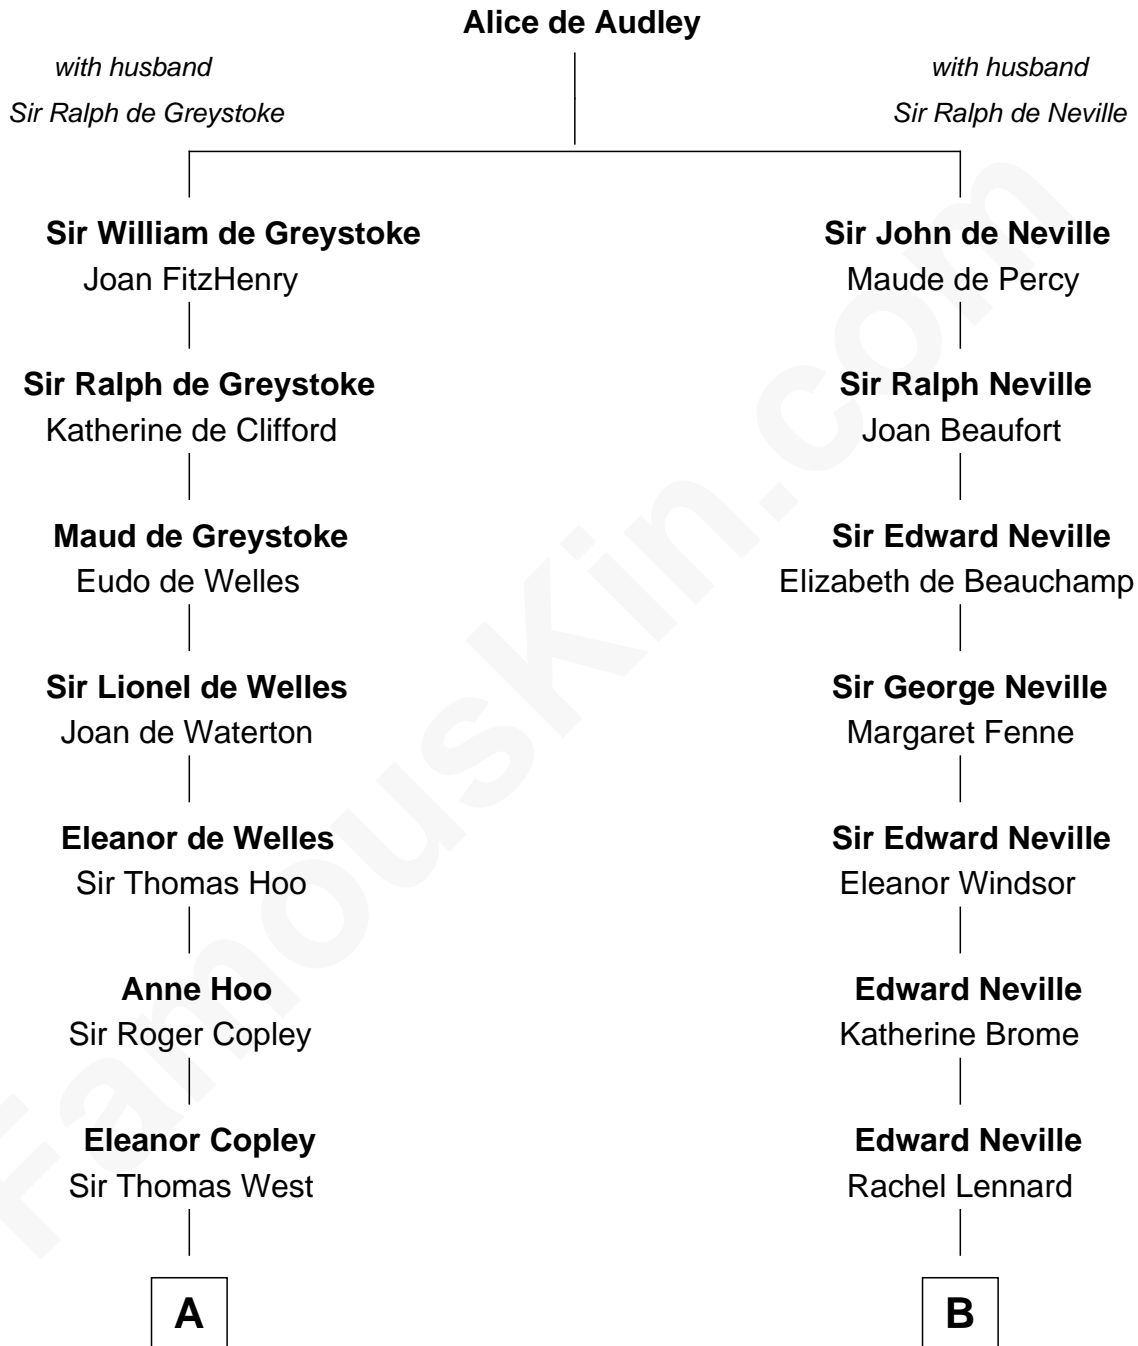 Alice de Audley
with husband
Sir Ralph de Greystoke
with husband
Sir Ralph de Neville
Sir William de Greystoke
Joan FitzHenry
Sir Ralph de Greystoke
Katherine de Clifford
Maud de Greystoke
Eudo de Welles
Sir Lionel de Welles
Joan de Waterton
Eleanor de Welles
Sir Thomas Hoo
Anne Hoo
Sir Roger Copley
Eleanor Copley
Sir Thomas West
A
Sir John de Neville
Maude de Percy
Sir Ralph Neville
Joan Beaufort
Sir Edward Neville
Elizabeth de Beauchamp
Sir George Neville
Margaret Fenne
Sir Edward Neville
Eleanor Windsor
Edward Neville
Katherine Brome
Edward Neville
Rachel Lennard
B
FamousKin.com